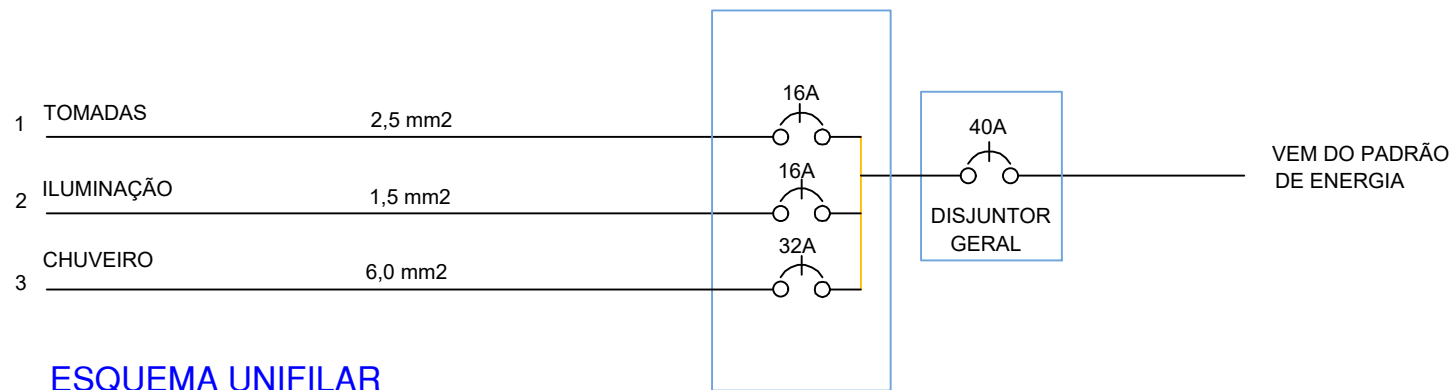 16A
1 TOMADAS 2,5 mm2
40A
VEM DO PADRÃO
DE ENERGIA
16A
2 ILUMINAÇÃO 1,5 mm2
DISJUNTOR
GERAL
32A
3 CHUVEIRO 6,0 mm2
ESQUEMA UNIFILAR